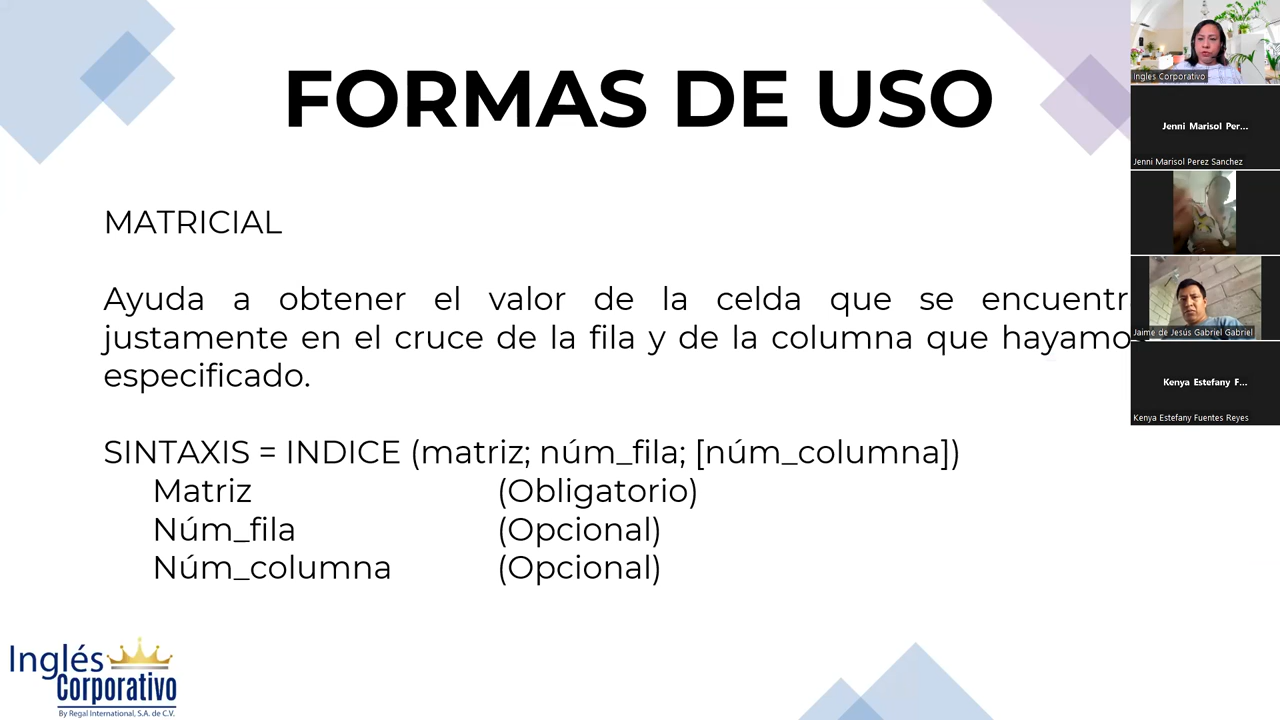 FORMAS DE USO
MATRICIAL
Ayuda a obtener el valor de la celda que se encuentr
justamente en el cruce de la fila y de la columna que hayamo
especificado.
SINTAXIS = INDICE (matriz; núm_fila; [núm_columna])
Matriz (Obligatorio)
Núm_fila (Opcional)
Núm_columna (Opcional)
Inglés
Corporativo
By Regal International, S.A. de C.V.
Ingles Corporativo
Jenni Marisol Per...
Jenni Marisol Perez Sanchez
Jaime de Jesús Gabriel Gabriel
Kenya Estefany F...
Kenya Estefany Fuentes Reyes